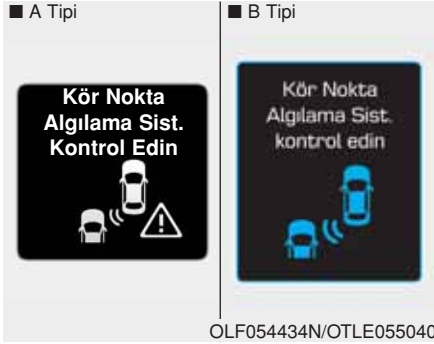 ■ A Tipi
■ B Tipi
Kör Nokta
Algılama Sist.
Kontrol Edin
Kör Nokta
Algılama Sist.
kontrol edin
OLF054434N/OTLE055040